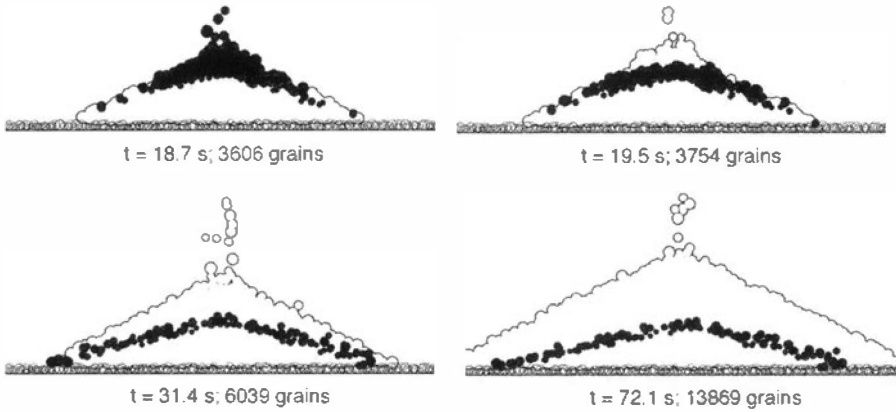 t = 18.7 s; 3606 grains
t = 19.5 s; 3754 grains
t = 31.4 s; 6039 grains
t = 72.1 s; 13869 grains